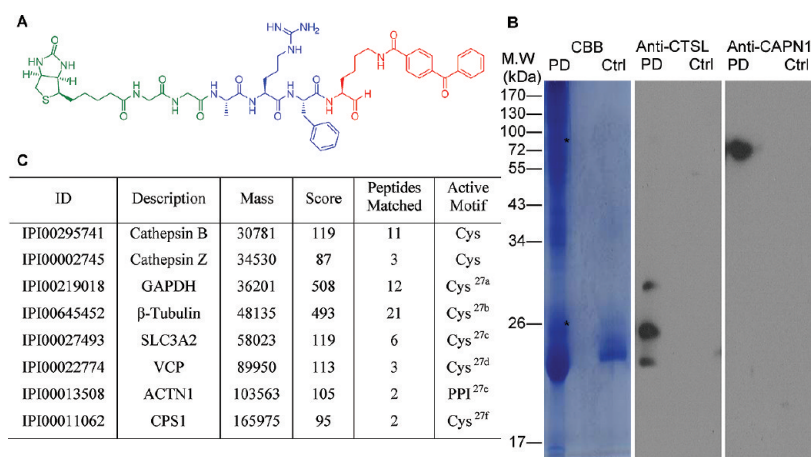 A
O
HN NH
S
O
O
H
N
N
H
O
O
H
N
N
H
O
HN NH₂
NH
O
H
N
N
H
O
O
H
N
O
O
B
M.W
(kDa)
CBB
PD Ctrl
Anti-CTSL
PD Ctrl
Anti-CAPN1
PD Ctrl
170
130
100
72
55
43
34
26
17
*
*
C
ID Description Mass Score Peptides Matched Active Motif
IPI00295741 Cathepsin B 30781 119 11 Cys
IPI00002745 Cathepsin Z 34530 87 3 Cys
IPI00219018 GAPDH 36201 508 12 Cys 27a
IPI00645452 β-Tubulin 48135 493 21 Cys 27b
IPI00027493 SLC3A2 58023 119 6 Cys 27c
IPI00022774 VCP 89950 113 3 Cys 27d
IPI00013508 ACTN1 103563 105 2 PPI 27e
IPI00011062 CPS1 165975 95 2 Cys 27f